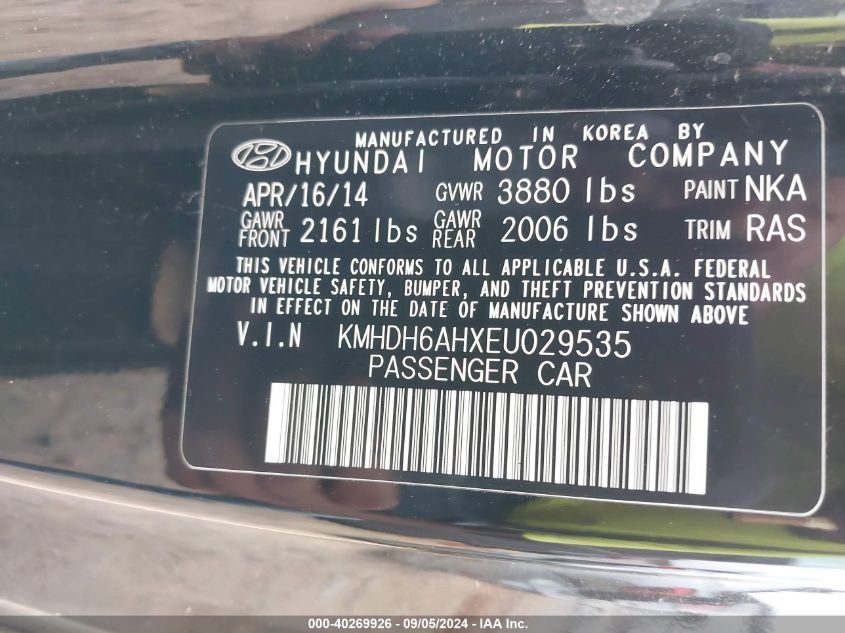 MANUFACTURED IN KOREA BY
HYUNDAI MOTOR COMPANY
APR/16/14 GVWR 3880 lbs PAINT NKA
GAWR FRONT 2161 lbs GAWR REAR 2006 lbs TRIM RAS
THIS VEHICLE CONFORMS TO ALL APPLICABLE U.S.A. FEDERAL
MOTOR VEHICLE SAFETY, BUMPER, AND THEFT PREVENTION STANDARDS
IN EFFECT ON THE DATE OF MANUFACTURE SHOWN ABOVE
V.I.N KMHDH6AHXEU029535
PASSENGER CAR
000-40269926 - 09/05/2024 - IAA Inc.